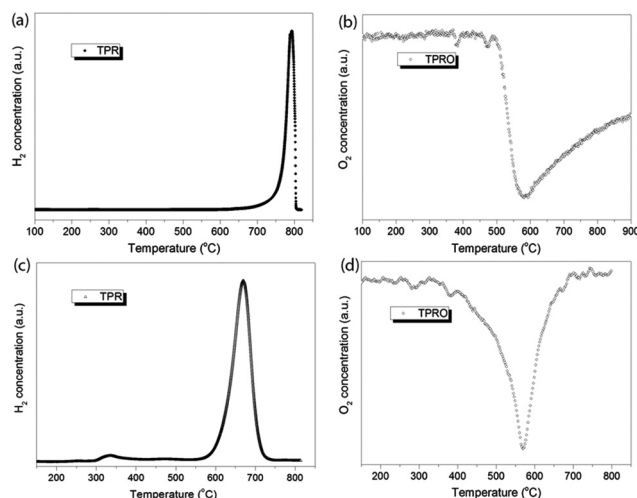 (a)
TPR
H2 concentration (a.u.)
100 200 300 400 500 600 700 800
Temperature (°C)
(b)
TPRO
O2 concentration (a.u.)
100 200 300 400 500 600 700 800 900
Temperature (°C)
(c)
TPR
H2 concentration (a.u.)
200 300 400 500 600 700 800
Temperature (°C)
(d)
TPRO
O2 concentration (a.u.)
200 300 400 500 600 700 800
Temperature (°C)